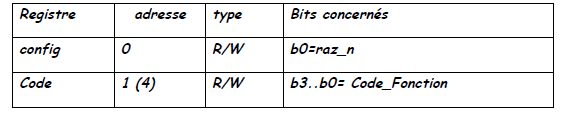 Registre adresse type Bits concernés
config 0 R/W b0=raz_n
Code 1 (4) R/W b3..b0= Code_Fonction